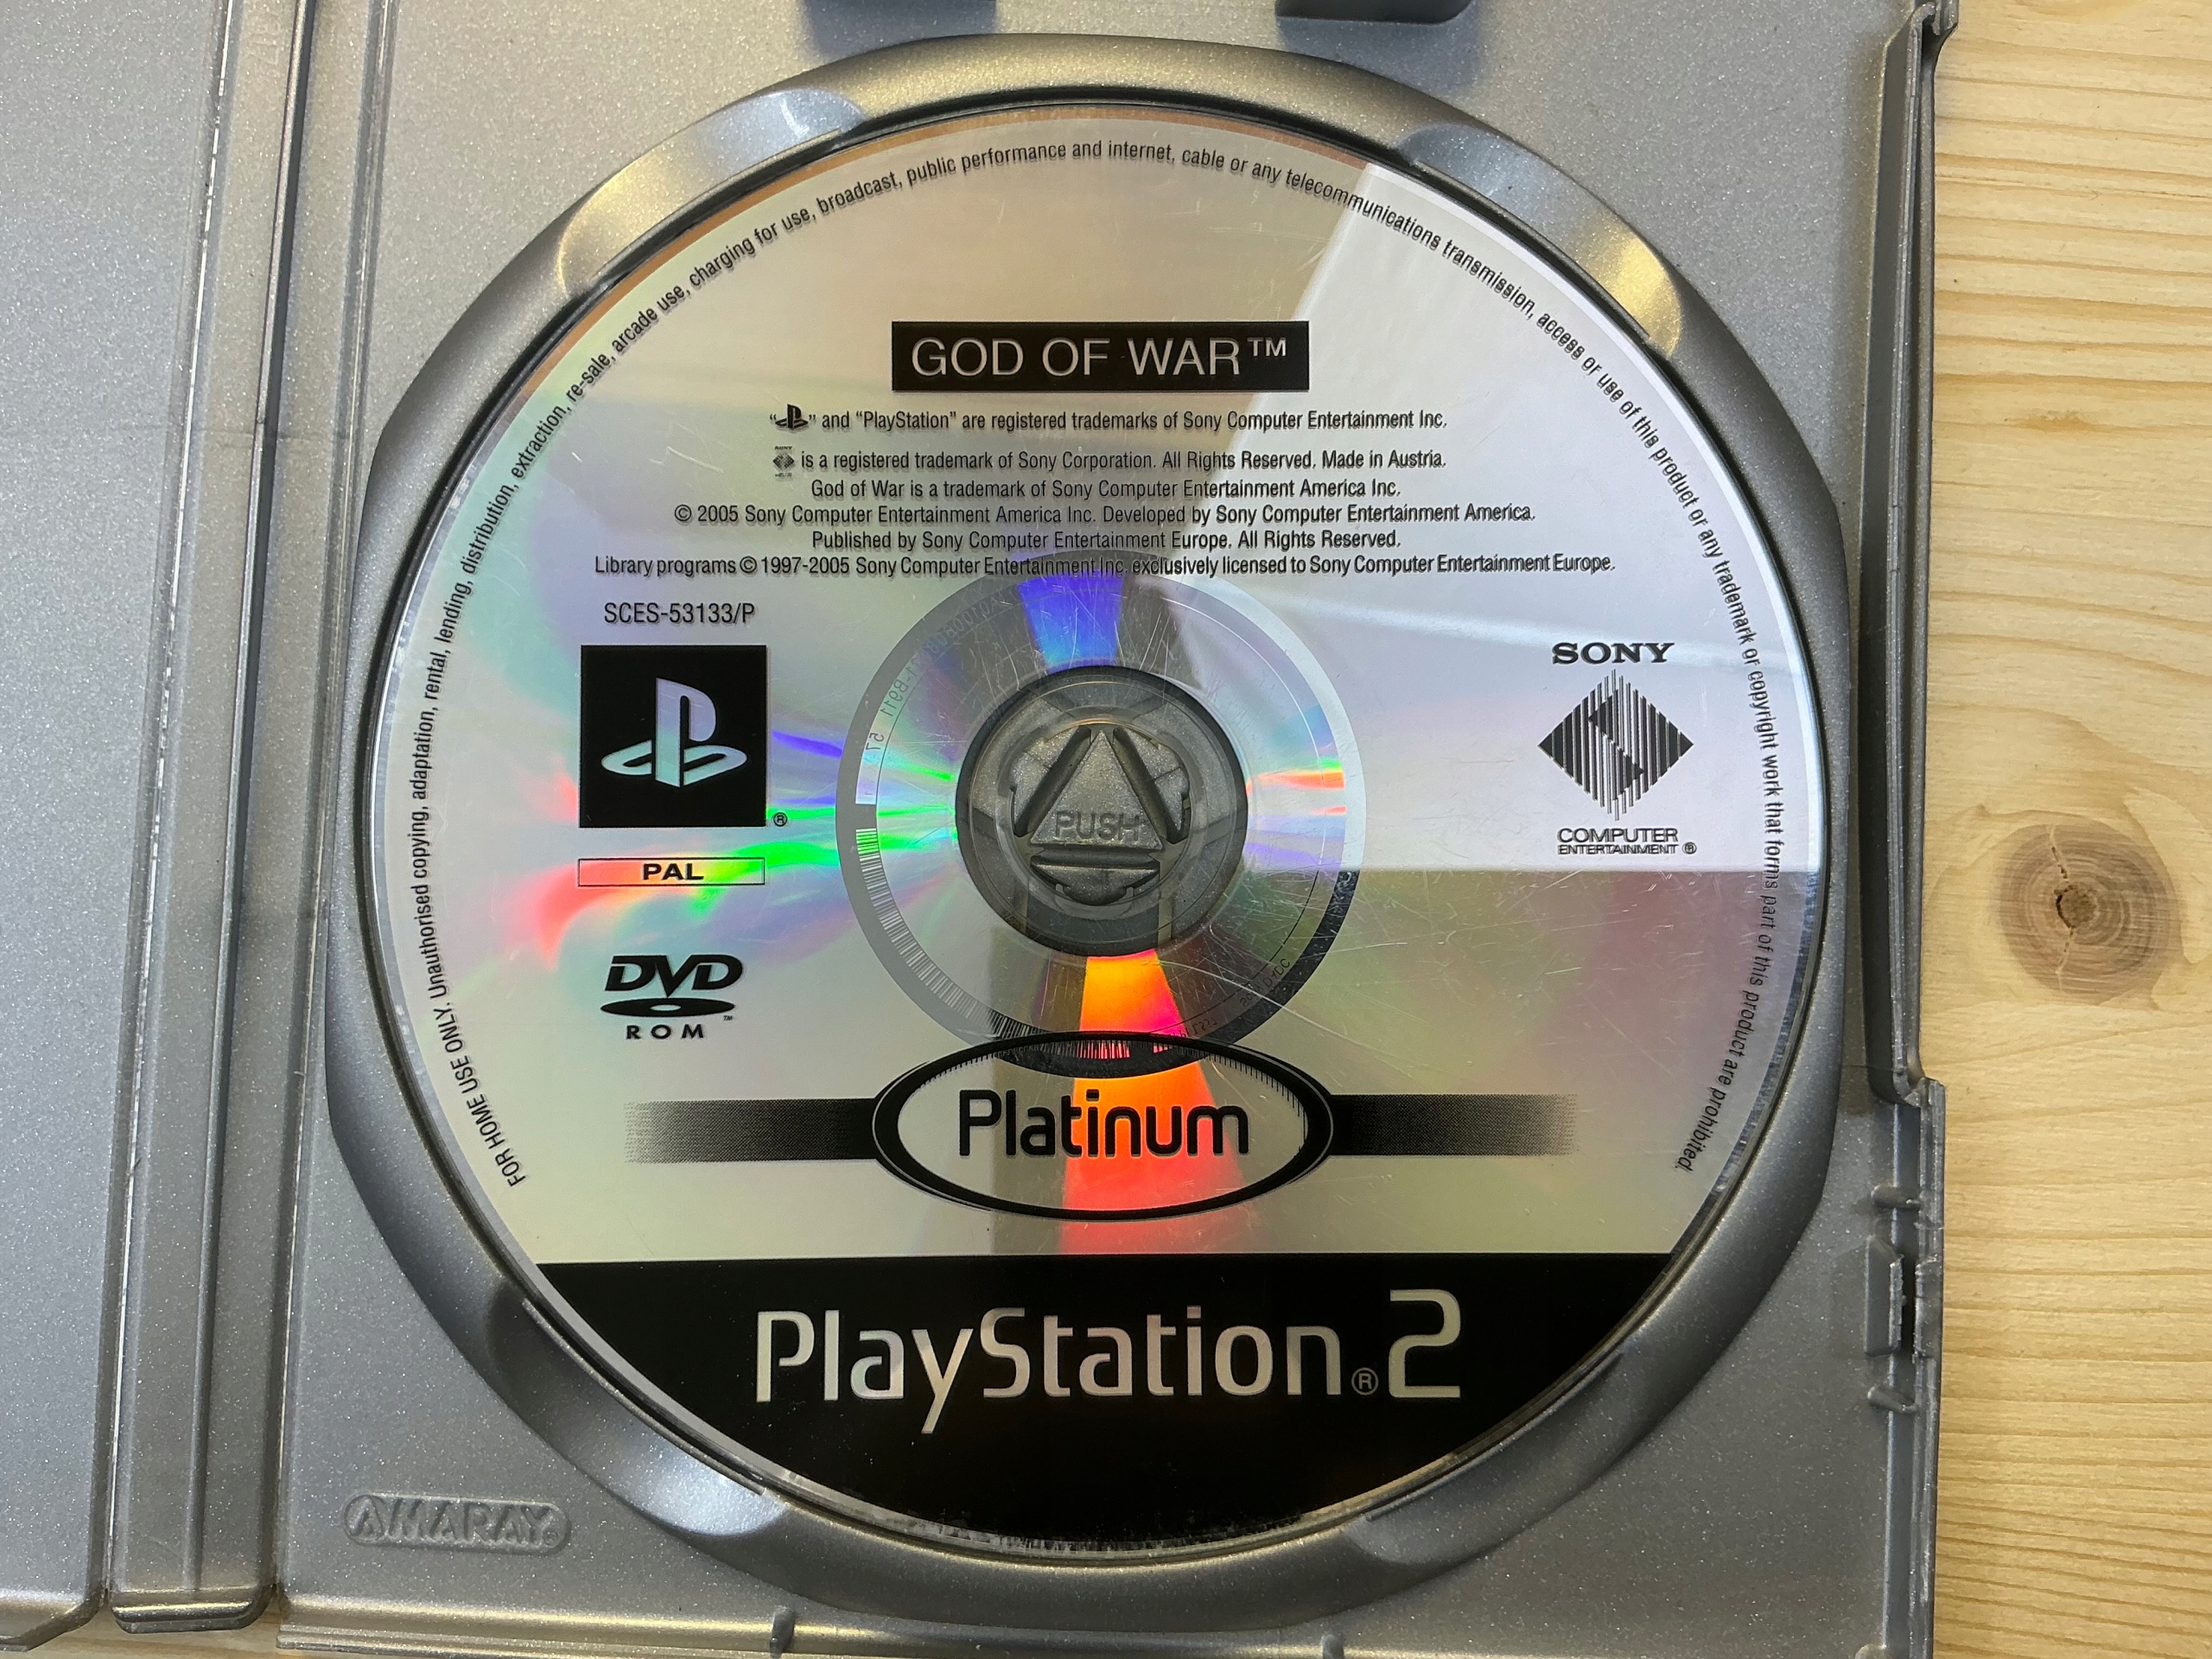 FOR HOME USE ONLY. Unauthorised copying, adaptation, rental, lending, distribution, extraction, re-sale, arcade use, charging for use, broadcast, public performance and internet, cable or any telecommunications transmission, access or use of this product or any trademark or copyright work that forms part of this product are prohibited.
GOD OF WAR™
“ ” and “PlayStation” are registered trademarks of Sony Computer Entertainment Inc.
is a registered trademark of Sony Corporation. All Rights Reserved. Made in Austria.
God of War is a trademark of Sony Computer Entertainment America Inc.
© 2005 Sony Computer Entertainment America Inc. Developed by Sony Computer Entertainment America.
Published by Sony Computer Entertainment Europe. All Rights Reserved.
Library programs © 1997-2005 Sony Computer Entertainment Inc. exclusively licensed to Sony Computer Entertainment Europe.
SCES-53133/P
®
PAL
DVD™
ROM
SONY
COMPUTER
ENTERTAINMENT ®
PUSH
Platinum
PlayStation®2
AMARAY®